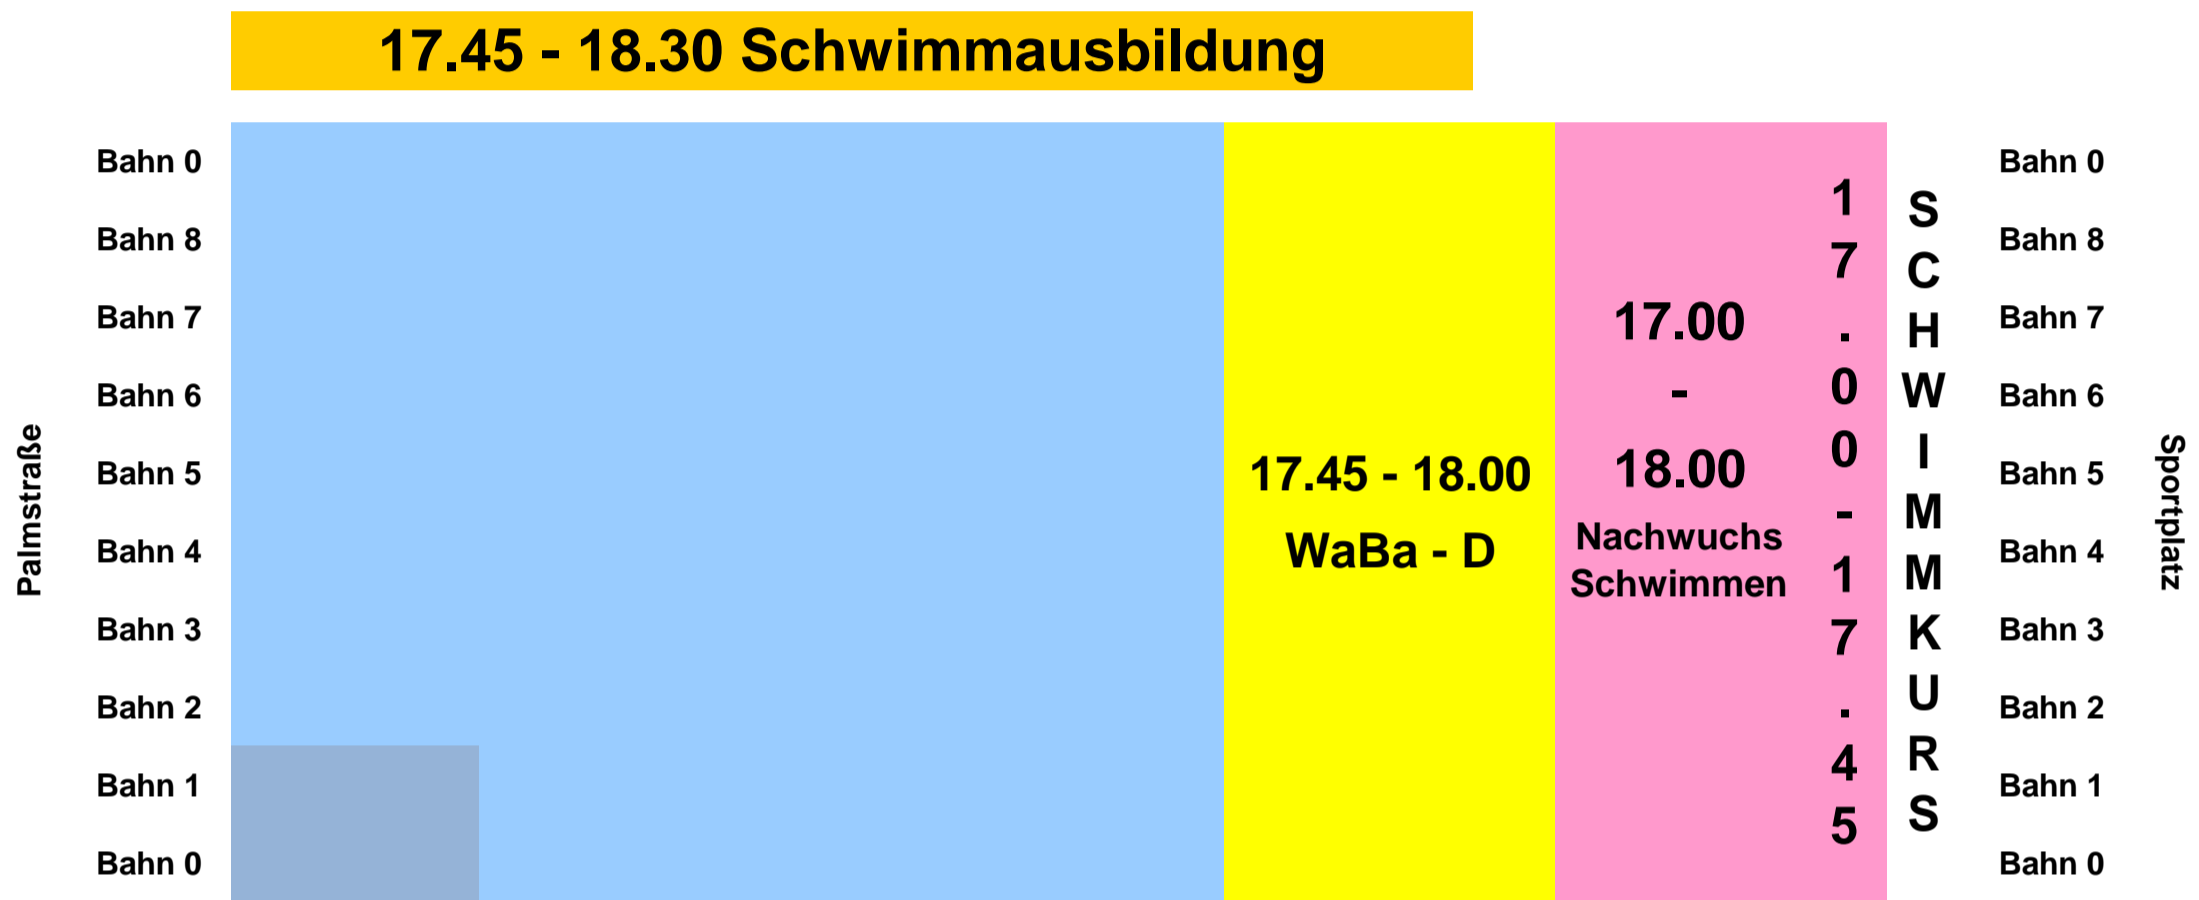 17.45 - 18.30 Schwimmausbildung
Palmstraße
Bahn 0
Bahn 8
Bahn 7
Bahn 6
Bahn 5
Bahn 4
Bahn 3
Bahn 2
Bahn 1
Bahn 0
17.45 - 18.00
WaBa - D
17.00
-
18.00
Nachwuchs
Schwimmen
17.00-17.45
SCHWIMMKURS
Bahn 0
Bahn 8
Bahn 7
Bahn 6
Bahn 5
Bahn 4
Bahn 3
Bahn 2
Bahn 1
Bahn 0
Sportplatz